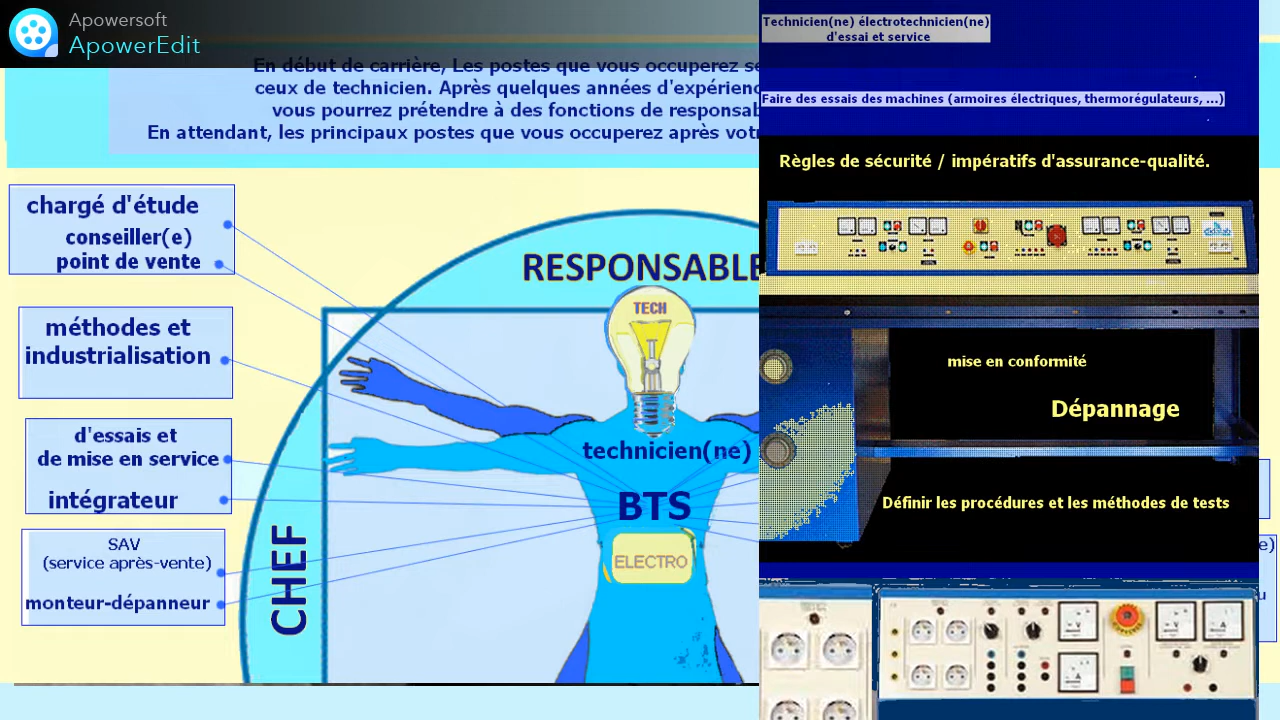 Apowersoft
ApowerEdit
En début de carrière, Les postes que vous occuperez
ceux de technicien. Après quelques années
vous pourrez prétendre à des fonctions de
En attendant, les principaux postes que vous occuperez après
chargé d'étude
conseiller(e)
point de vente
méthodes et
industrialisation
d'essais et
de mise en service
intégrateur
SAV
(service après-vente)
monteur-dépanneur
RESPONSABLE
CHEF
TECH
technicien(ne)
BTS
ELECTRO
Technicien(ne) électrotechnicien(ne)
d'essai et service
Faire des essais des machines (armoires électriques, thermorégulateurs, ...)
Règles de sécurité / impératifs d'assurance-qualité.
mise en conformité
Dépannage
Définir les procédures et les méthodes de tests